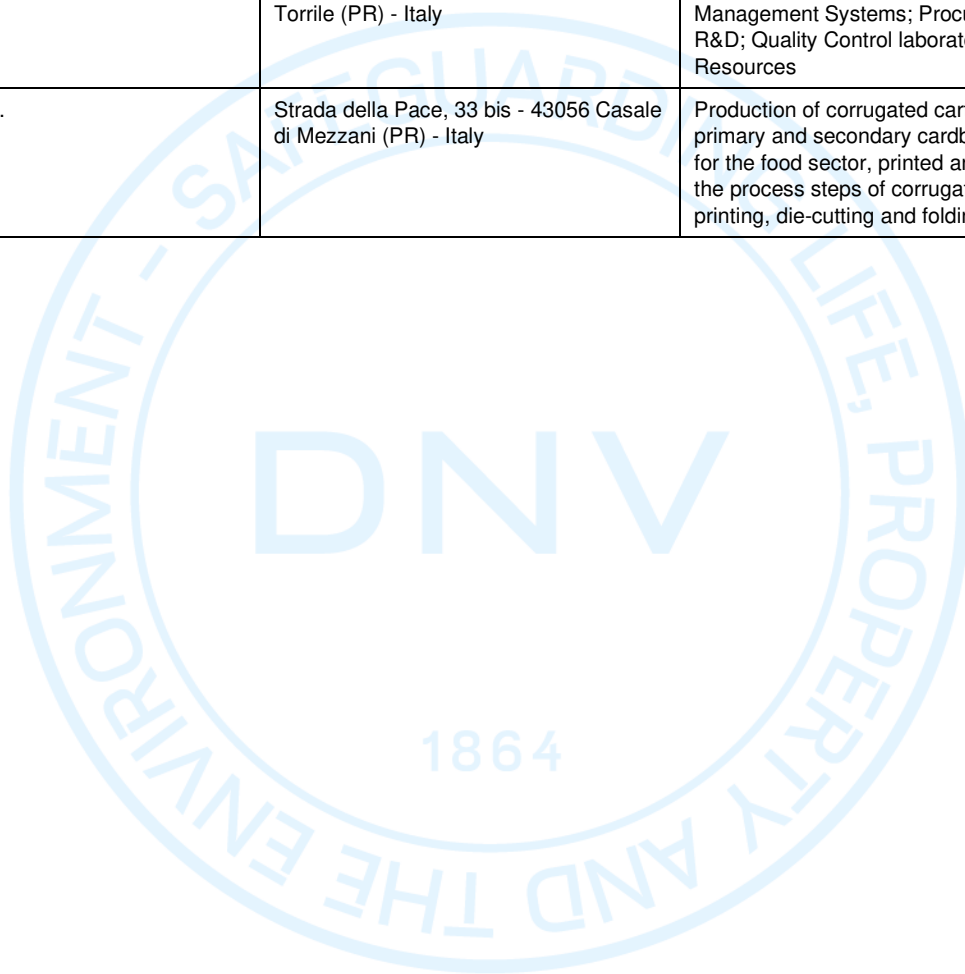 Torrile (PR) - Italy
Management Systems; Procu
R&D; Quality Control laborat
Resources
.
Strada della Pace, 33 bis - 43056 Casale
di Mezzani (PR) - Italy
Production of corrugated car
primary and secondary cardb
for the food sector, printed a
the process steps of corruga
printing, die-cutting and foldi
SAFEGUARDING LIFE, PROPERTY AND THE ENVIRONMENT -
DNV
1864